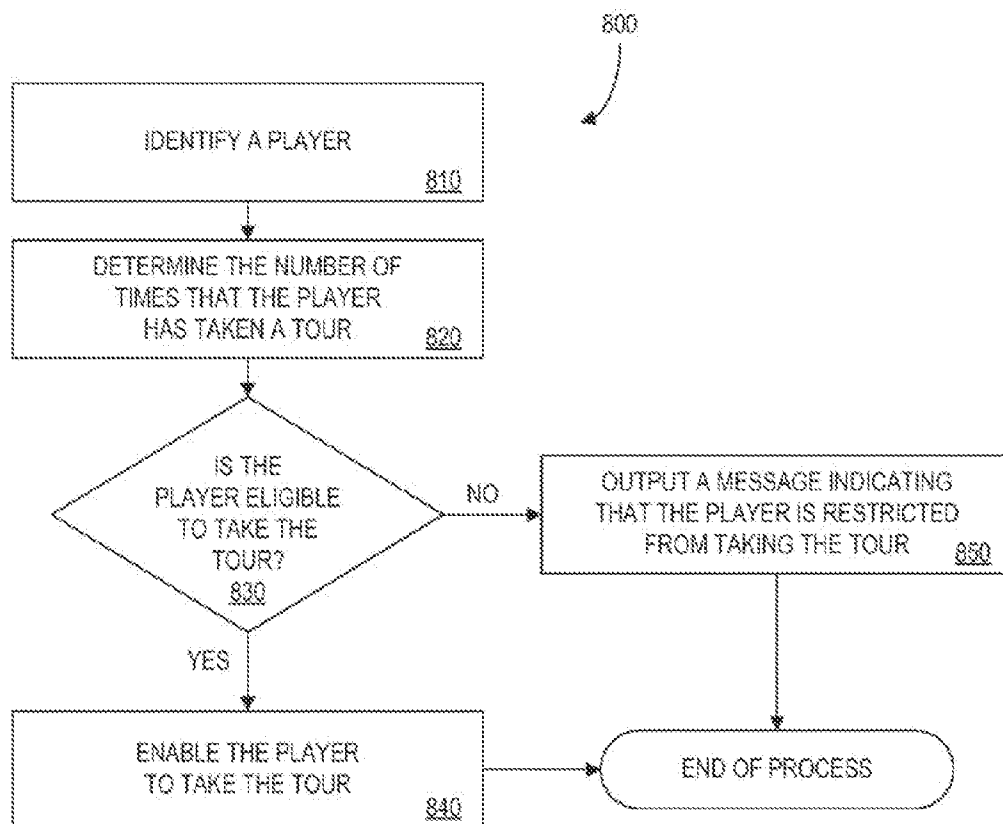 800
IDENTIFY A PLAYER
810
DETERMINE THE NUMBER OF
TIMES THAT THE PLAYER
HAS TAKEN A TOUR
820
IS THE
PLAYER ELIGIBLE
TO TAKE THE
TOUR?
830
NO
OUTPUT A MESSAGE INDICATING
THAT THE PLAYER IS RESTRICTED
FROM TAKING THE TOUR
850
YES
ENABLE THE PLAYER
TO TAKE THE TOUR
840
END OF PROCESS